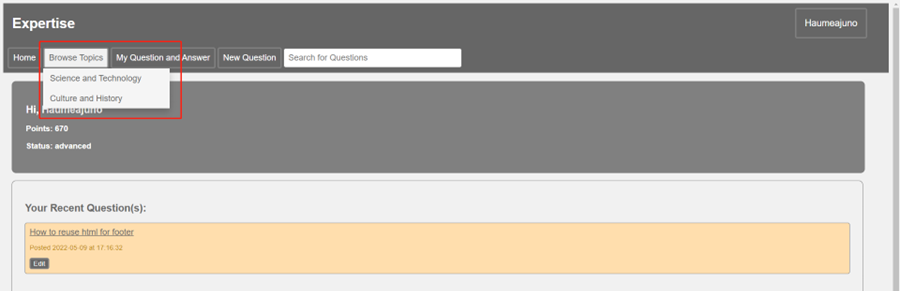 Expertise
Haumeajuno
Home Browse Topics My Question and Answer New Question Search for Questions
Science and Technology
Culture and History
Hi, Haumeajuno
Points: 670
Status: advanced
Your Recent Question(s):
How to reuse html for footer
Posted 2022-05-09 at 17:16:32
Edit